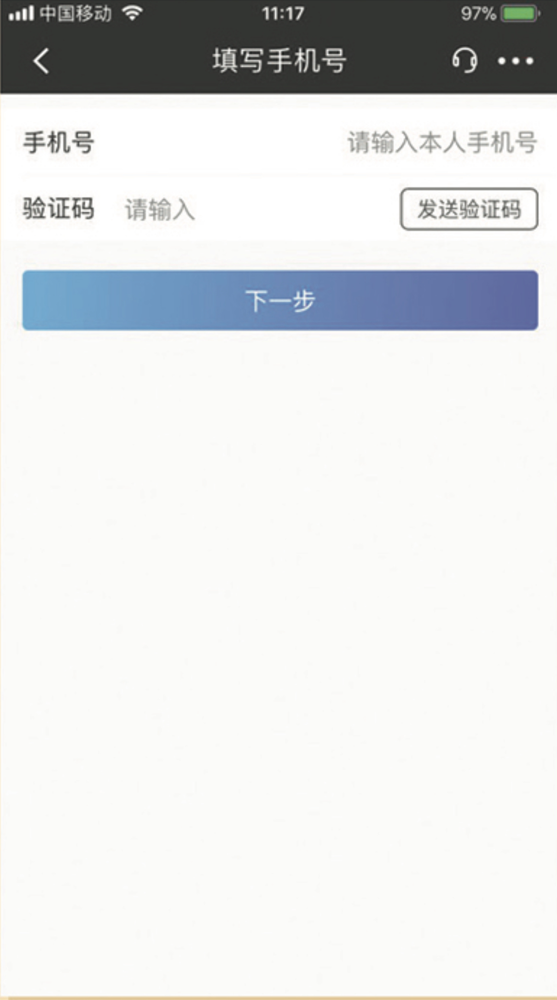 中国移动 11:17 97%
填写手机号
手机号 请输入本人手机号
验证码 请输入 发送验证码
下一步